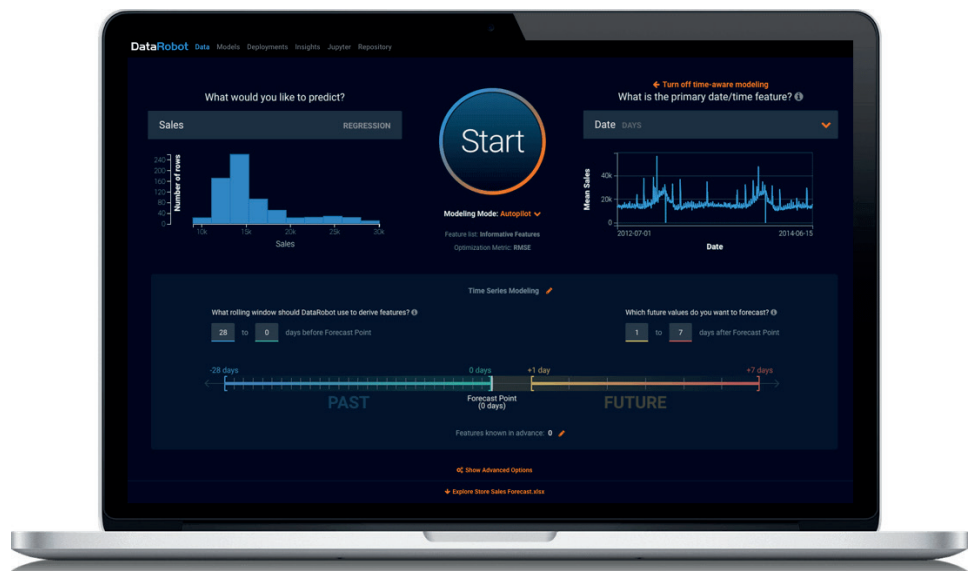 DataRobot Data Models Deployments Insights Jupyter Repository
What would you like to predict?
Sales REGRESSION
Number of rows
240
200
160
120
80
40
0
10k 15k 20k 25k 30k
Sales
Start
Modeling Mode: Autopilot
Feature list: Informative Features
Optimization Metric: RMSE
Turn off time-aware modeling
What is the primary date/time feature?
Date DAYS
Mean Sales
40k
20k
0
2012-07-01 2014-06-15
Date
Time Series Modeling
What rolling window should DataRobot use to derive features?
28 to 0 days before Forecast Point
Which future values do you want to forecast?
1 to 7 days after Forecast Point
-28 days 0 days +1 day +7 days
PAST
Forecast Point
(0 days)
FUTURE
Features known in advance: 0
Show Advanced Options
Explore Store Sales Forecast.xlsx